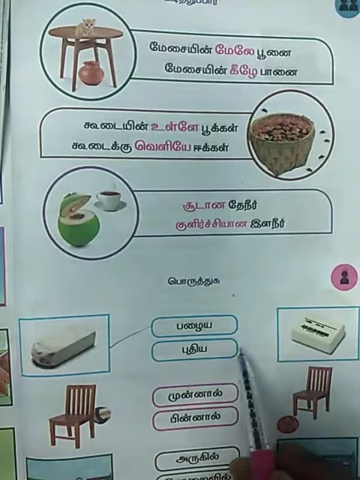 மேசையின் மேலே பூனை
மேசையின் கீழே பானை
கூடையின் உள்ளே பூக்கள்
கூடைக்கு வெளியே ஈக்கள்
சூடான தேநீர்
குளிர்ச்சியான இளநீர்
பொருத்துக
பழைய
புதிய
முன்னால்
பின்னால்
அருகில்